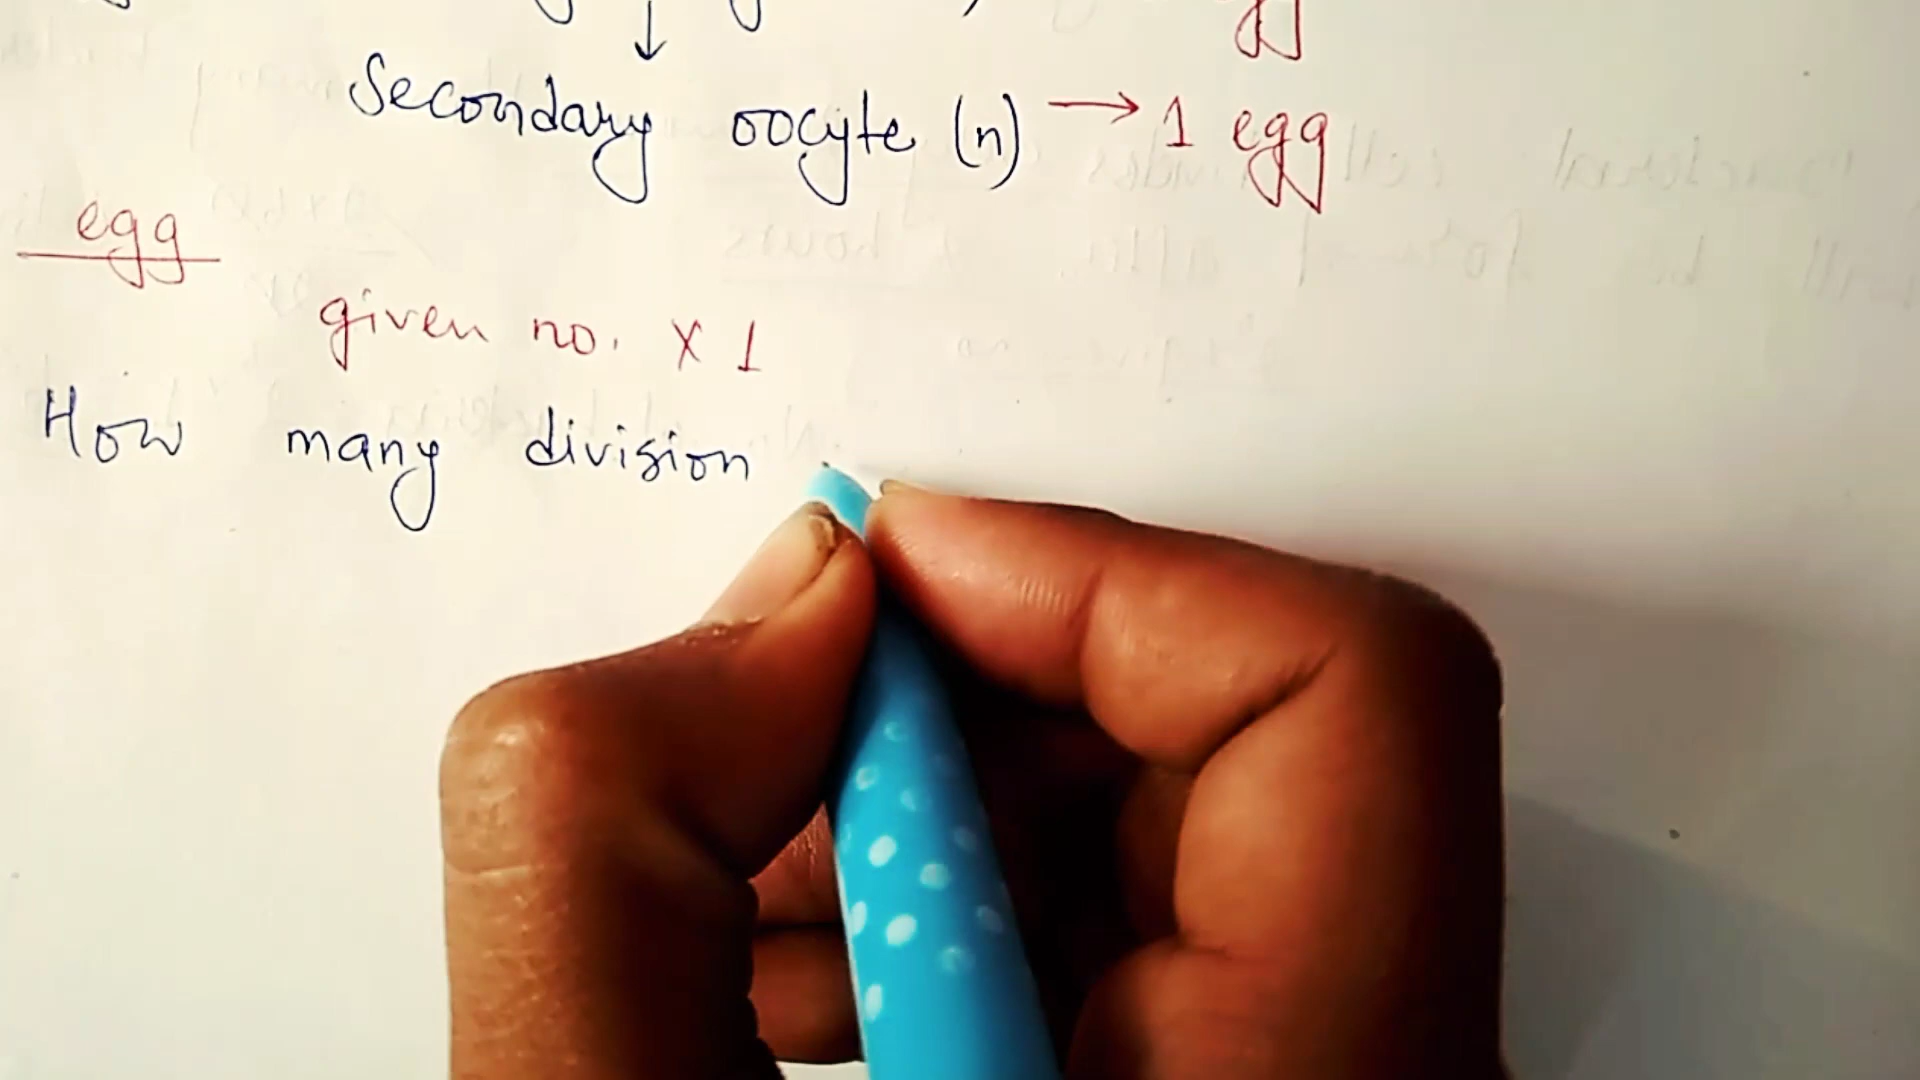 Secondary oocyte (n) → 1 egg
egg
given no. X 1
How many division